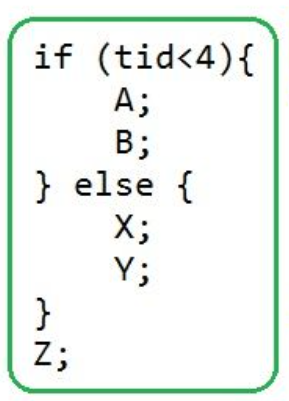 if (tid<4){
    A;
    B;
} else {
    X;
    Y;
}
Z;